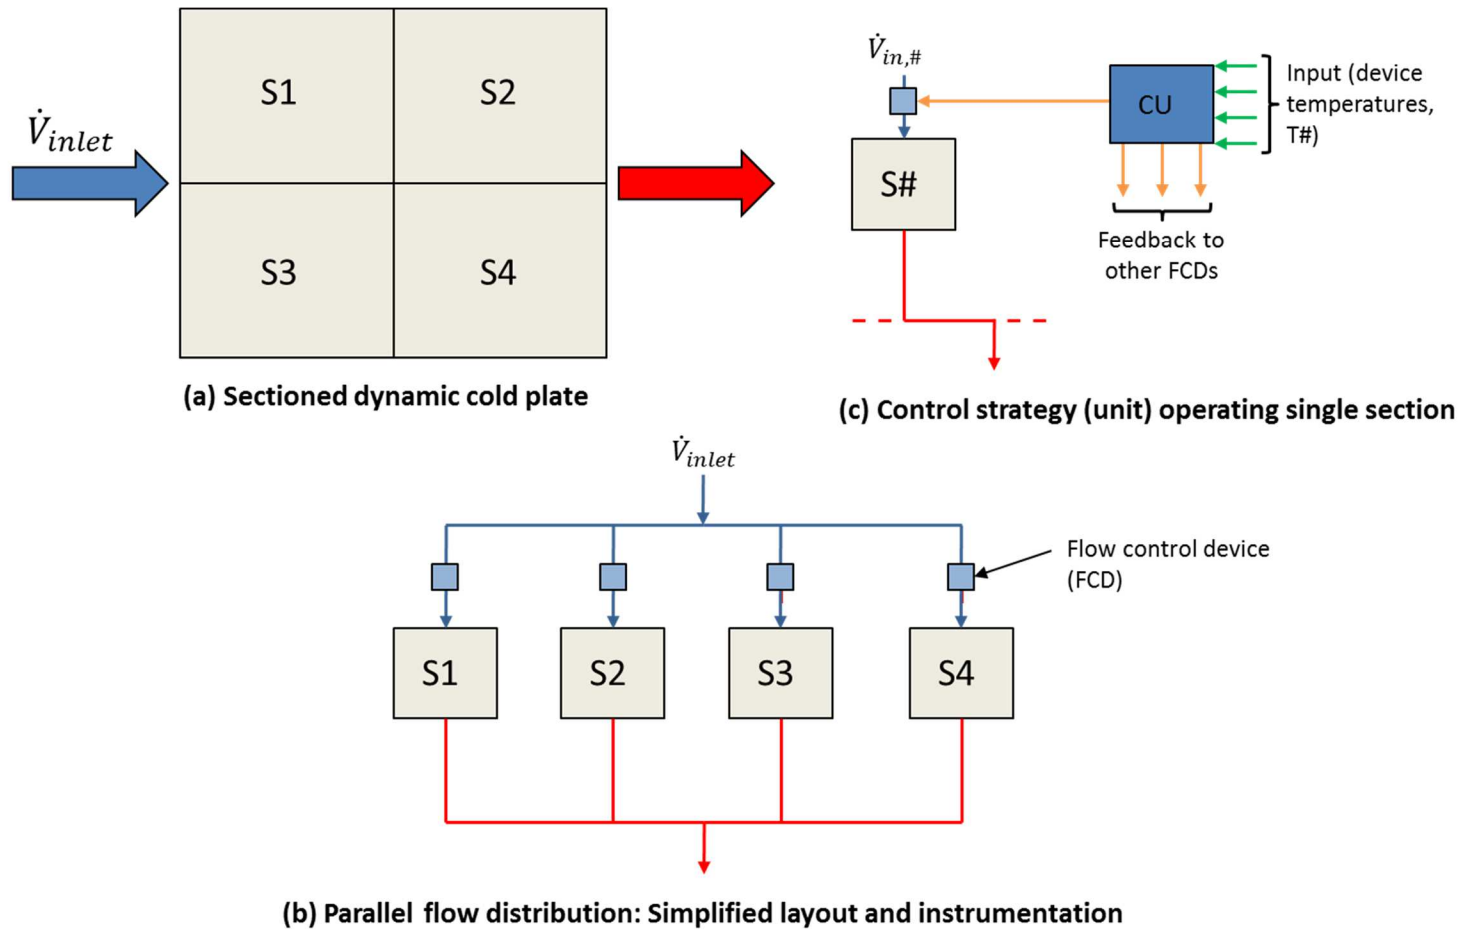 S1
S2
V̇inlet
S3
S4
(a) Sectioned dynamic cold plate
V̇in,#
CU
Input (device
temperatures,
T#)
S#
Feedback to
other FCDs
(c) Control strategy (unit) operating single section
V̇inlet
Flow control device
(FCD)
S1
S2
S3
S4
(b) Parallel flow distribution: Simplified layout and instrumentation